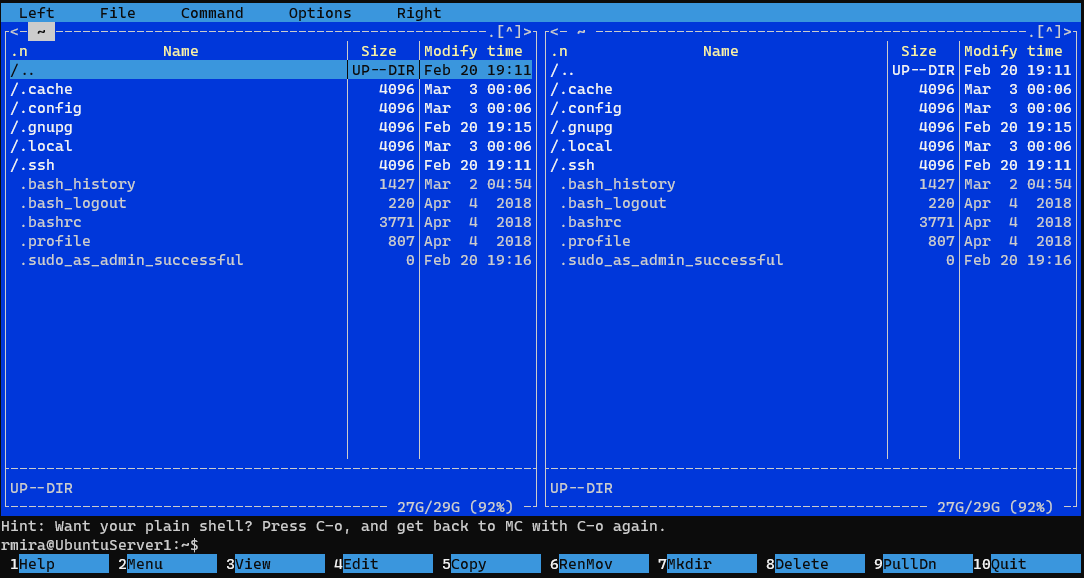 Left File Command Options Right
<- ~ .[^]> <- ~ .[^]>
.n Name Size Modify time .n Name Size Modify time
/.. UP--DIR Feb 20 19:11 /.. UP--DIR Feb 20 19:11
/.cache 4096 Mar 3 00:06 /.cache 4096 Mar 3 00:06
/.config 4096 Mar 3 00:06 /.config 4096 Mar 3 00:06
/.gnupg 4096 Feb 20 19:15 /.gnupg 4096 Feb 20 19:15
/.local 4096 Mar 3 00:06 /.local 4096 Mar 3 00:06
/.ssh 4096 Feb 20 19:11 /.ssh 4096 Feb 20 19:11
.bash_history 1427 Mar 2 04:54 .bash_history 1427 Mar 2 04:54
.bash_logout 220 Apr 4 2018 .bash_logout 220 Apr 4 2018
.bashrc 3771 Apr 4 2018 .bashrc 3771 Apr 4 2018
.profile 807 Apr 4 2018 .profile 807 Apr 4 2018
.sudo_as_admin_successful 0 Feb 20 19:16 .sudo_as_admin_successful 0 Feb 20 19:16
UP--DIR UP--DIR
27G/29G (92%) 27G/29G (92%)
Hint: Want your plain shell? Press C-o, and get back to MC with C-o again.
rmira@UbuntuServer1:~$
1Help 2Menu 3View 4Edit 5Copy 6RenMov 7Mkdir 8Delete 9PullDn 10Quit